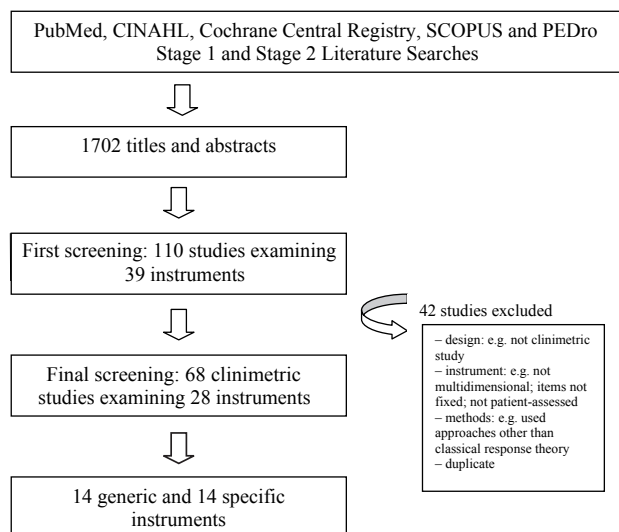 PubMed, CINAHL, Cochrane Central Registry, SCOPUS and PEDro
Stage 1 and Stage 2 Literature Searches
1702 titles and abstracts
First screening: 110 studies examining
39 instruments
42 studies excluded
– design: e.g. not clinimetric
study
– instrument: e.g. not
multidimensional; items not
fixed; not patient-assessed
– methods: e.g. used
approaches other than
classical response theory
– duplicate
Final screening: 68 clinimetric
studies examining 28 instruments
14 generic and 14 specific
instruments